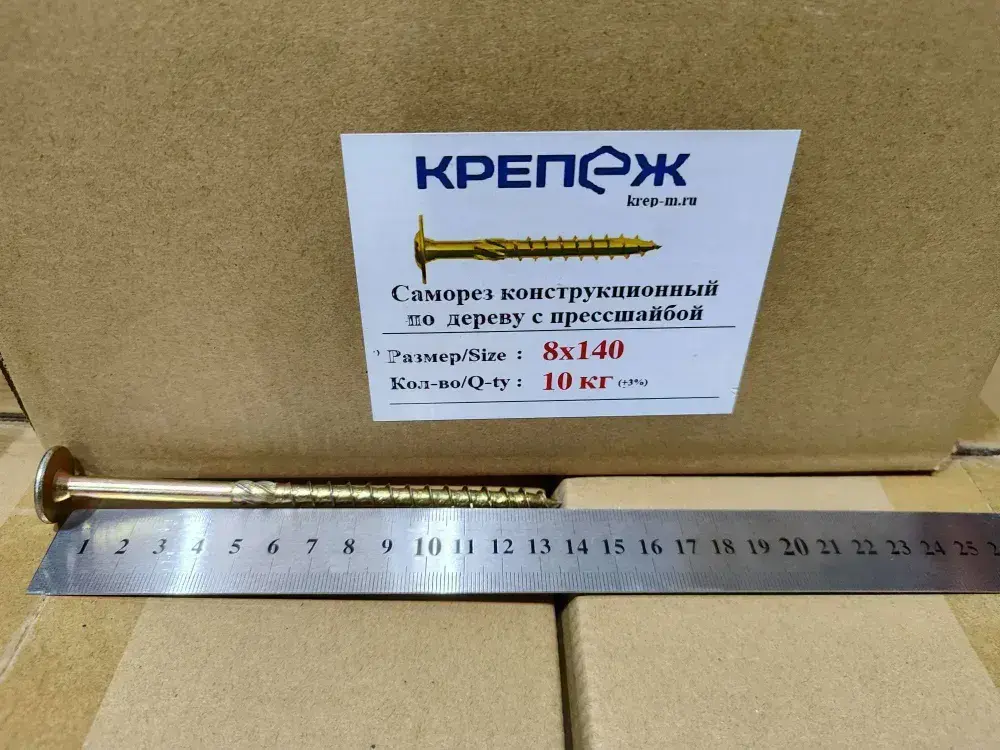 КРЕПЕЖ
krep-m.ru
Саморез конструкционный
по дереву с прессшайбой
Размер/Size : 8x140
Кол-во/Q-ty : 10 кг (±3%)
1 2 3 4 5 6 7 8 9 10 11 12 13 14 15 16 17 18 19 20 21 22 23 24 25